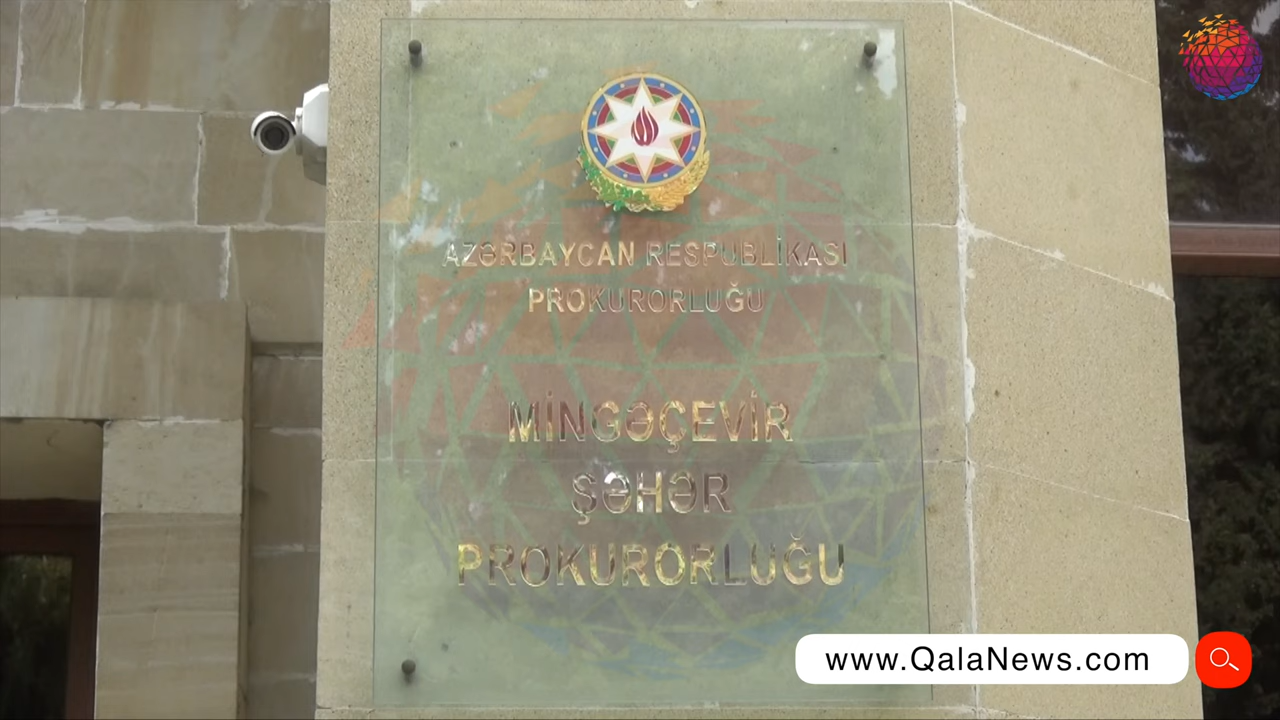 AZƏRBAYCAN RESPUBLİKASI
PROKURORLUĞU
MİNGƏÇEVİR
ŞƏHƏR
PROKURORLUĞU
www.QalaNews.com